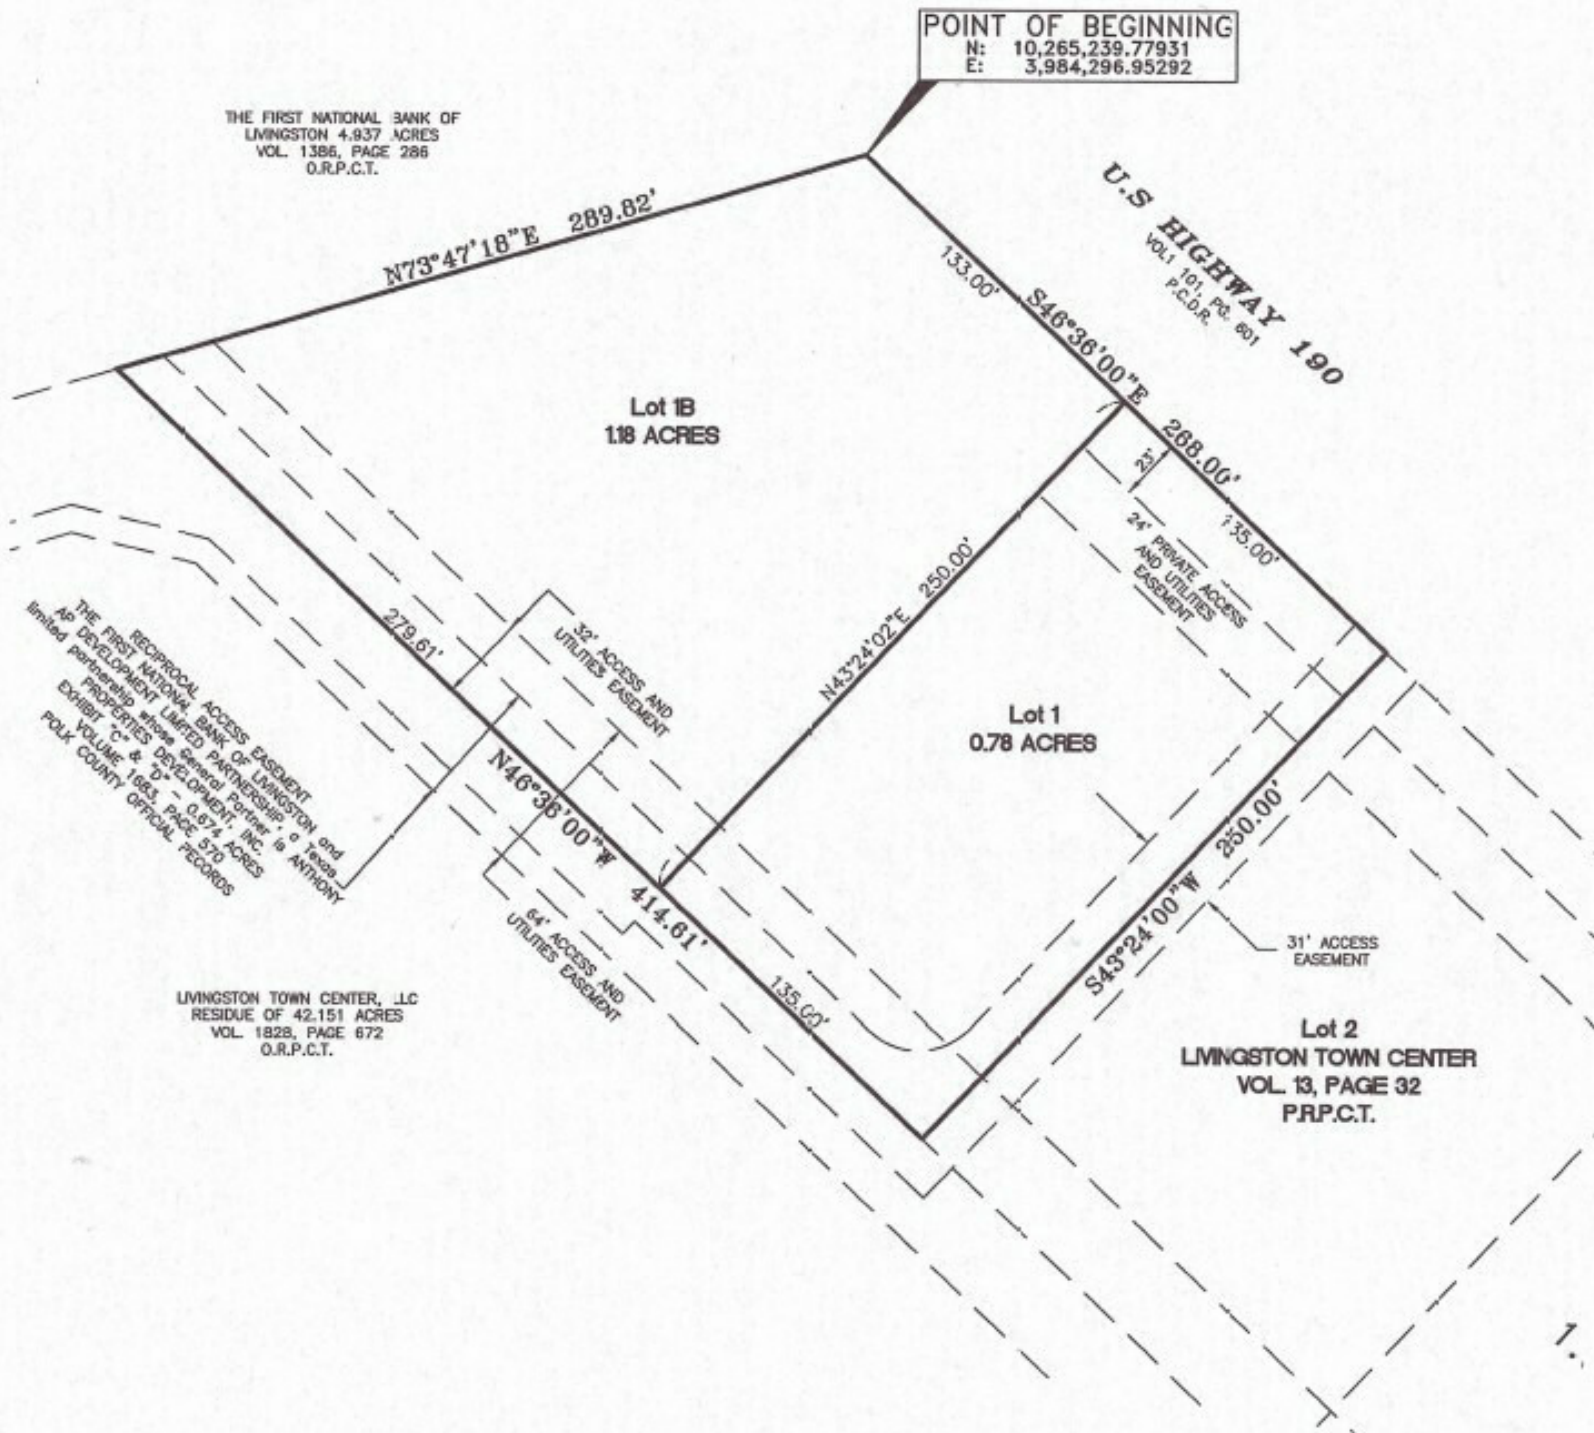 POINT OF BEGINNING
N: 10,265,239.77931
E: 3,984,296.95292
THE FIRST NATIONAL BANK OF
LIVINGSTON 4.937 ACRES
VOL. 1386, PAGE 286
O.R.P.C.T.
U.S HIGHWAY 190
VOL1 101, PG. 601
P.C.D.R.
N73°47'18"E 289.82'
133.00'
S46°36'00"E 268.00'
Lot 1B
1.18 ACRES
23'
135.00'
24' PRIVATE ACCESS
AND UTILITIES
EASEMENT
N43°24'02"E 250.00'
279.61'
32' ACCESS AND
UTILITIES EASEMENT
RECIPROCAL ACCESS EASEMENT
THE FIRST NATIONAL BANK OF LIVINGSTON and
AP DEVELOPMENT LIMITED PARTNERSHIP, a Texas
limited partnership whose General Partner is ANTHONY
PROPERTIES DEVELOPMENT, INC.
EXHIBIT "C" & "D" - 0.674 ACRES
VOLUME 1683, PAGE 570
POLK COUNTY OFFICIAL RECORDS
Lot 1
0.78 ACRES
N46°36'00"W 414.61'
S43°24'00"W 250.00'
64' ACCESS AND
UTILITIES EASEMENT
135.00'
31' ACCESS
EASEMENT
LIVINGSTON TOWN CENTER, LLC
RESIDUE OF 42.151 ACRES
VOL. 1828, PAGE 672
O.R.P.C.T.
Lot 2
LIVINGSTON TOWN CENTER
VOL. 13, PAGE 32
P.R.P.C.T.
1.